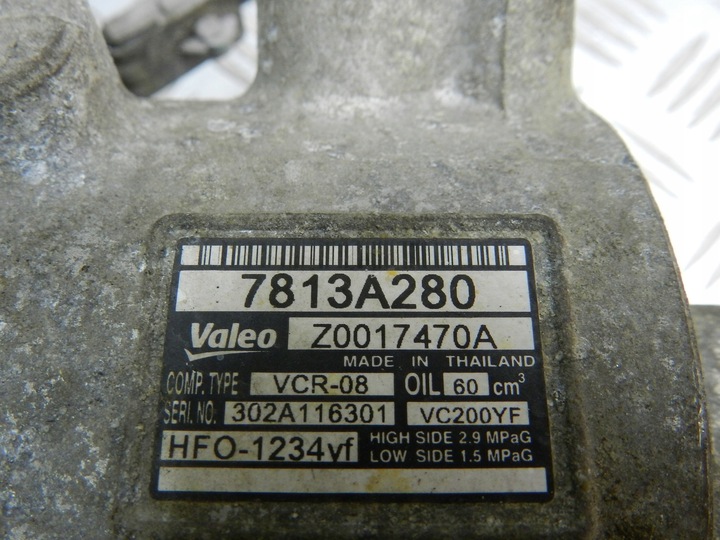 7813A280
Valeo Z0017470A
MADE IN THAILAND
COMP. TYPE VCR-08 OIL 60 cm³
SERI. NO. 302A116301 VC200YF
HFO-1234yf HIGH SIDE 2.9 MPaG
LOW SIDE 1.5 MPaG